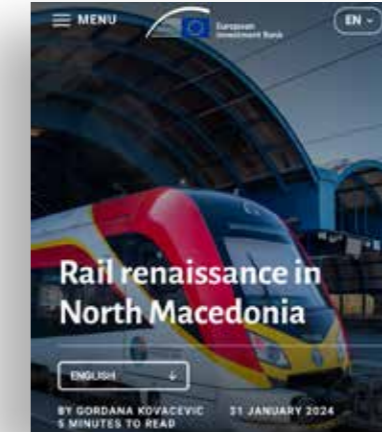 MENU
European
Investment Bank
EN
Rail renaissance in
North Macedonia
ENGLISH
BY GORDANA KOVACEVIC
31 JANUARY 2024
5 MINUTES TO READ